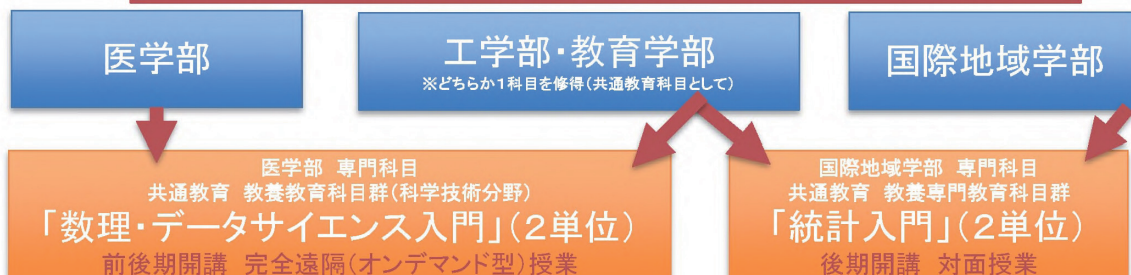 医学部
工学部・教育学部
※どちらか1科目を修得(共通教育科目として)
国際地域学部
医学部 専門科目
共通教育 教養教育科目群(科学技術分野)
「数理・データサイエンス入門」(2単位)
前後期開講 完全遠隔(オンデマンド型)授業
国際地域学部 専門科目
共通教育 教養専門教育科目群
「統計入門」(2単位)
後期開講 対面授業